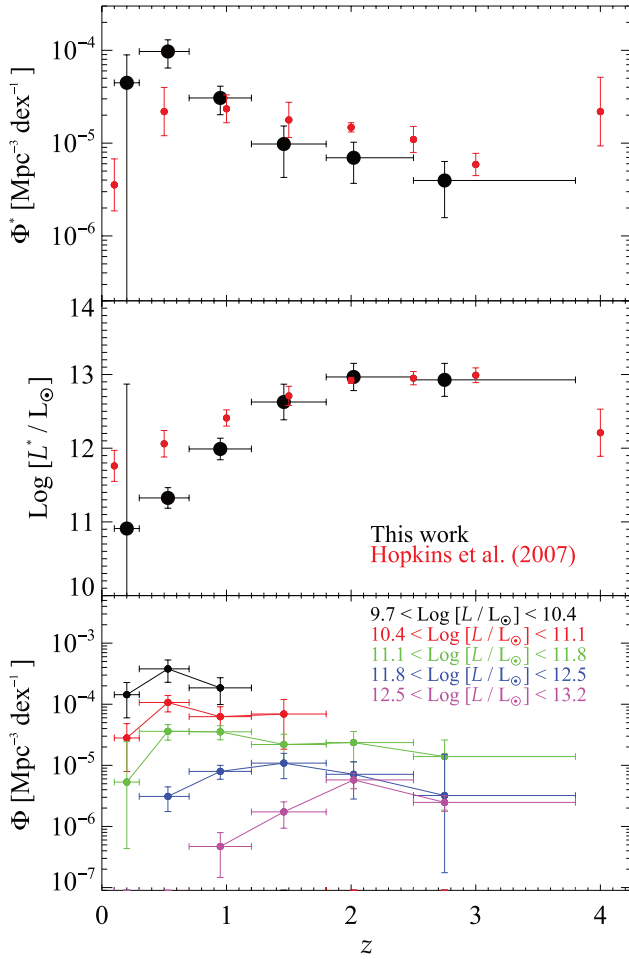 Φ* [Mpc⁻³ dex⁻¹]
10⁻⁴
10⁻⁵
10⁻⁶
Log [L* / L☉]
14
13
12
11
10
This work
Hopkins et al. (2007)
Φ [Mpc⁻³ dex⁻¹]
10⁻³
10⁻⁴
10⁻⁵
10⁻⁶
10⁻⁷
9.7 < Log [L / L☉] < 10.4
10.4 < Log [L / L☉] < 11.1
11.1 < Log [L / L☉] < 11.8
11.8 < Log [L / L☉] < 12.5
12.5 < Log [L / L☉] < 13.2
0 1 2 3 4
z